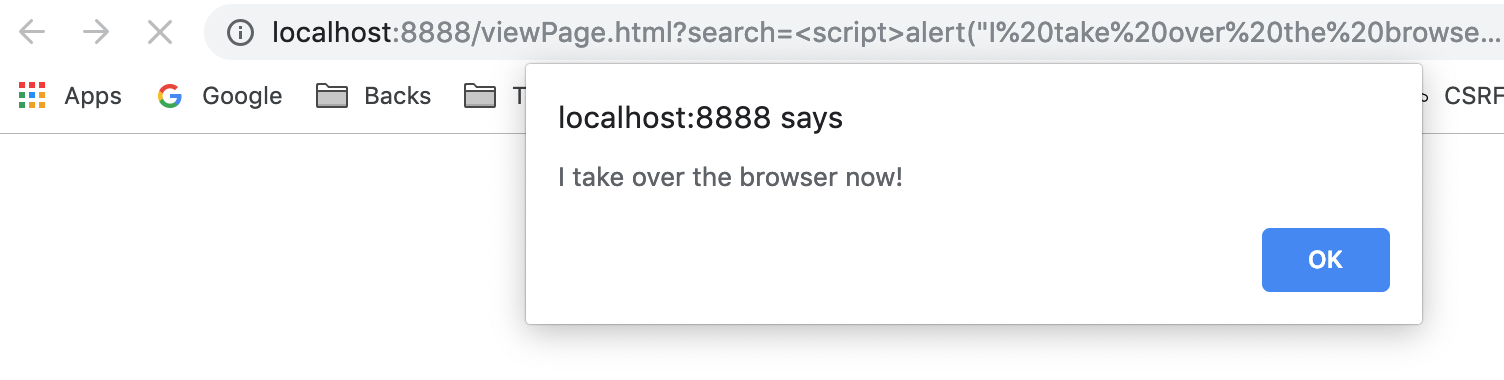 localhost:8888/viewPage.html?search=<script>alert("I%20take%20over%20the%20browse...
Apps Google Backs T CSRF
localhost:8888 says
I take over the browser now!
OK